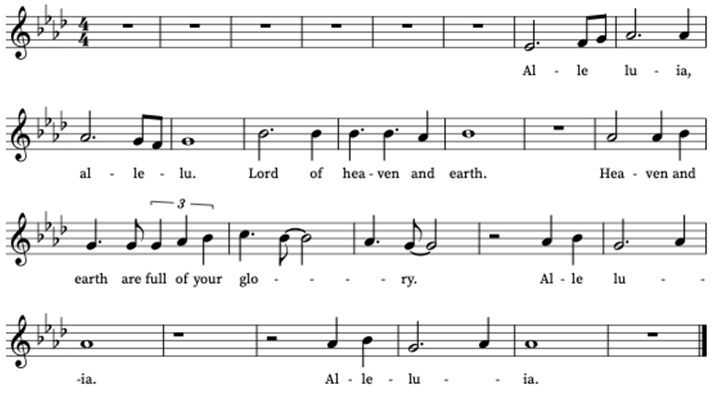 Al - le lu - ia,
al - le - lu. Lord of hea - ven and earth. Hea - ven and
3
earth are full of your glo - - - - ry. Al - le lu - -
-ia. Al - le - lu - - ia.